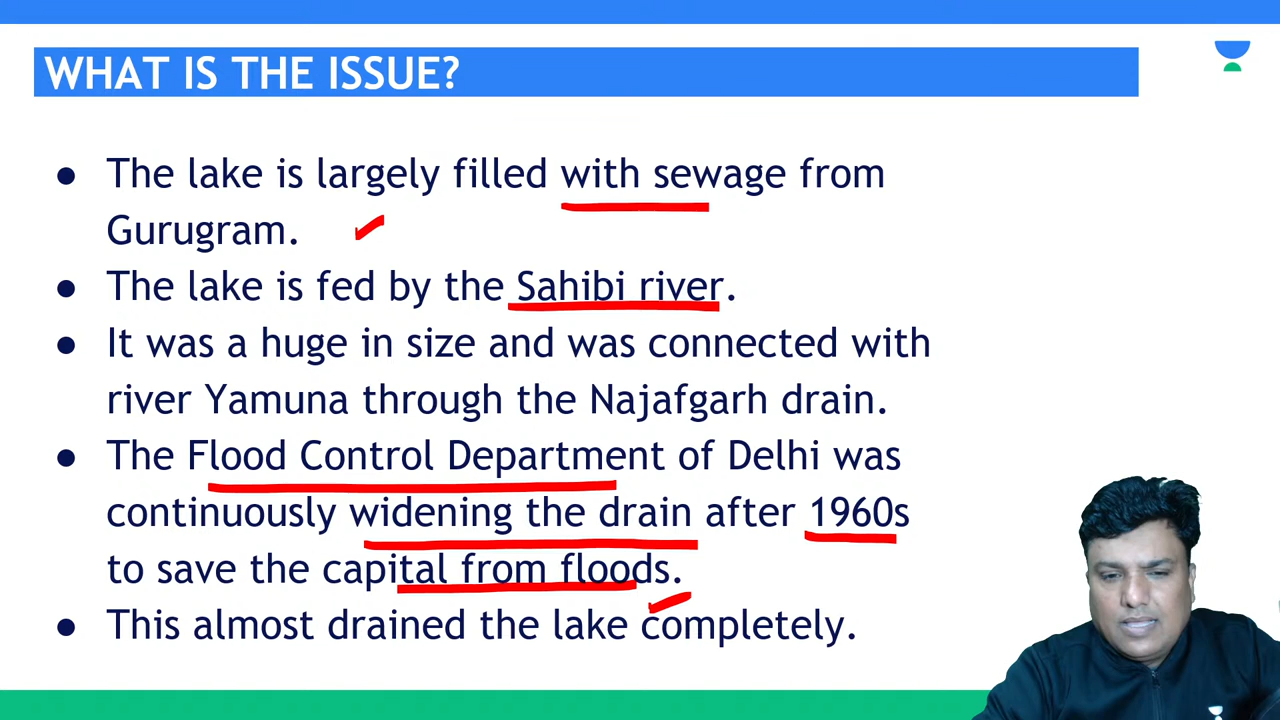 WHAT IS THE ISSUE?
● The lake is largely filled with sewage from
Gurugram.
● The lake is fed by the Sahibi river.
● It was a huge in size and was connected with
river Yamuna through the Najafgarh drain.
● The Flood Control Department of Delhi was
continuously widening the drain after 1960s
to save the capital from floods.
● This almost drained the lake completely.